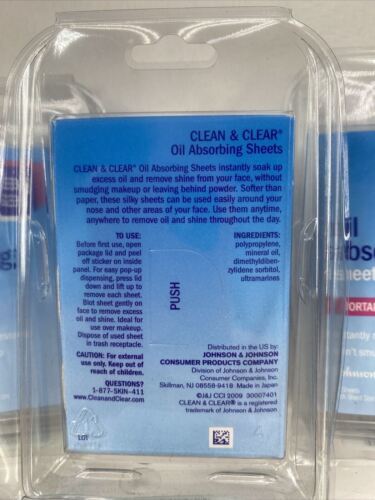 CLEAN & CLEAR®
Oil Absorbing Sheets
CLEAN & CLEAR® Oil Absorbing Sheets instantly soak up
excess oil and remove shine from your face, without
smudging makeup or leaving behind powder. Softer than
paper, these silky sheets can be used easily around your
nose and other areas of your face. Use them anytime,
anywhere to remove oil and shine throughout the day.
TO USE:
Before first use, open
package lid and peel
off sticker on inside
panel. For easy pop-up
dispensing, press lid
down and lift up to
remove each sheet.
Blot sheet gently on
face to remove excess
oil and shine. Ideal for
use over makeup.
Dispose of used sheet
in trash receptacle.
CAUTION: For external
use only. Keep out of
reach of children.
QUESTIONS?
1-877-SKIN-411
www.CleanandClear.com
LOT
PUSH
INGREDIENTS:
polypropylene,
mineral oil,
dimethyldiben-
zylidene sorbitol,
ultramarines
Distributed in the US by:
JOHNSON & JOHNSON
CONSUMER PRODUCTS COMPANY
Division of Johnson & Johnson
Consumer Companies, Inc.
Skillman, NJ 08558-9418 Made in Japan
©J&J CCI 2009 30007401
CLEAN & CLEAR® is a registered
trademark of Johnson & Johnson
4